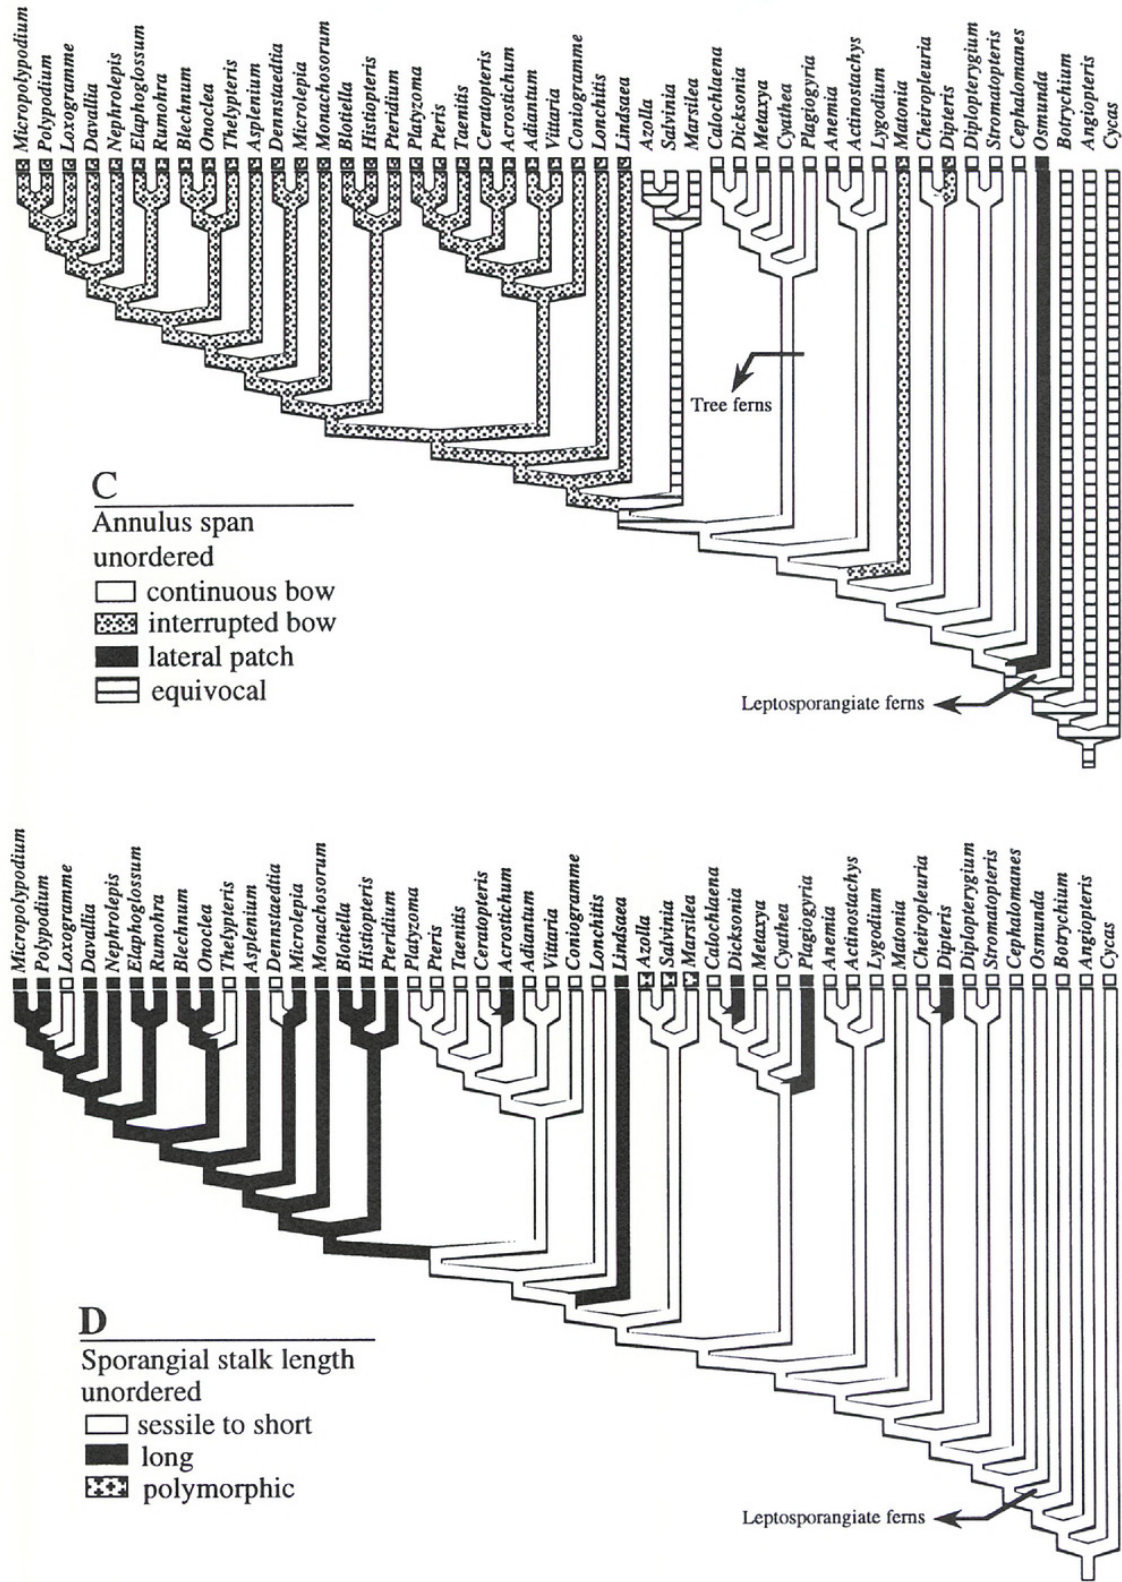 Micropolypodium
Polypodium
Loxogramme
Davallia
Nephrolepis
Elaphoglossum
Rumohra
Blechnum
Onoclea
Thelypteris
Asplenium
Dennstaedtia
Microlepia
Monachosorum
Blotiella
Histiopteris
Pteridium
Platyzoma
Pteris
Taenitis
Ceratopteris
Acrostichum
Adiantum
Vittaria
Coniogramme
Lonchitis
Lindsaea
Azolla
Salvinia
Marsilea
Calochlaena
Dicksonia
Metaxya
Cyathea
Plagiogyria
Anemia
Actinostachys
Lygodium
Matonia
Cheiropleuria
Dipteris
Diplopterygium
Stromatopteris
Cephalomanes
Osmunda
Botrychium
Angiopteris
Cycas
Tree ferns
C
Annulus span
unordered
continuous bow
interrupted bow
lateral patch
equivocal
Leptosporangiate ferns
Micropolypodium
Polypodium
Loxogramme
Davallia
Nephrolepis
Elaphoglossum
Rumohra
Blechnum
Onoclea
Thelypteris
Asplenium
Dennstaedtia
Microlepia
Monachosorum
Blotiella
Histiopteris
Pteridium
Platyzoma
Pteris
Taenitis
Ceratopteris
Acrostichum
Adiantum
Vittaria
Coniogramme
Lonchitis
Lindsaea
Azolla
Salvinia
Marsilea
Calochlaena
Dicksonia
Metaxya
Cyathea
Plagiogyria
Anemia
Actinostachys
Lygodium
Matonia
Cheiropleuria
Dipteris
Diplopterygium
Stromatopteris
Cephalomanes
Osmunda
Botrychium
Angiopteris
Cycas
D
Sporangial stalk length
unordered
sessile to short
long
polymorphic
Leptosporangiate ferns